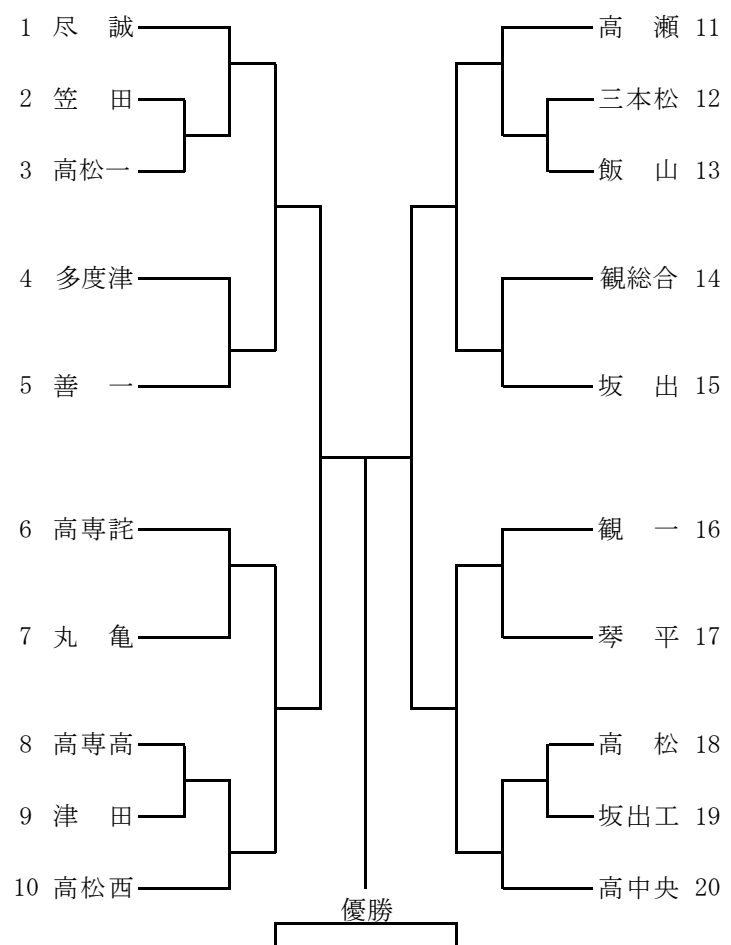 1 尽 誠
2 笠 田
3 高松一
4 多度津
5 善 一
6 高専詫
7 丸 亀
8 高専高
9 津 田
10 高松西
高 瀬 11
三本松 12
飯 山 13
観総合 14
坂 出 15
観 一 16
琴 平 17
高 松 18
坂出工 19
高中央 20
優勝